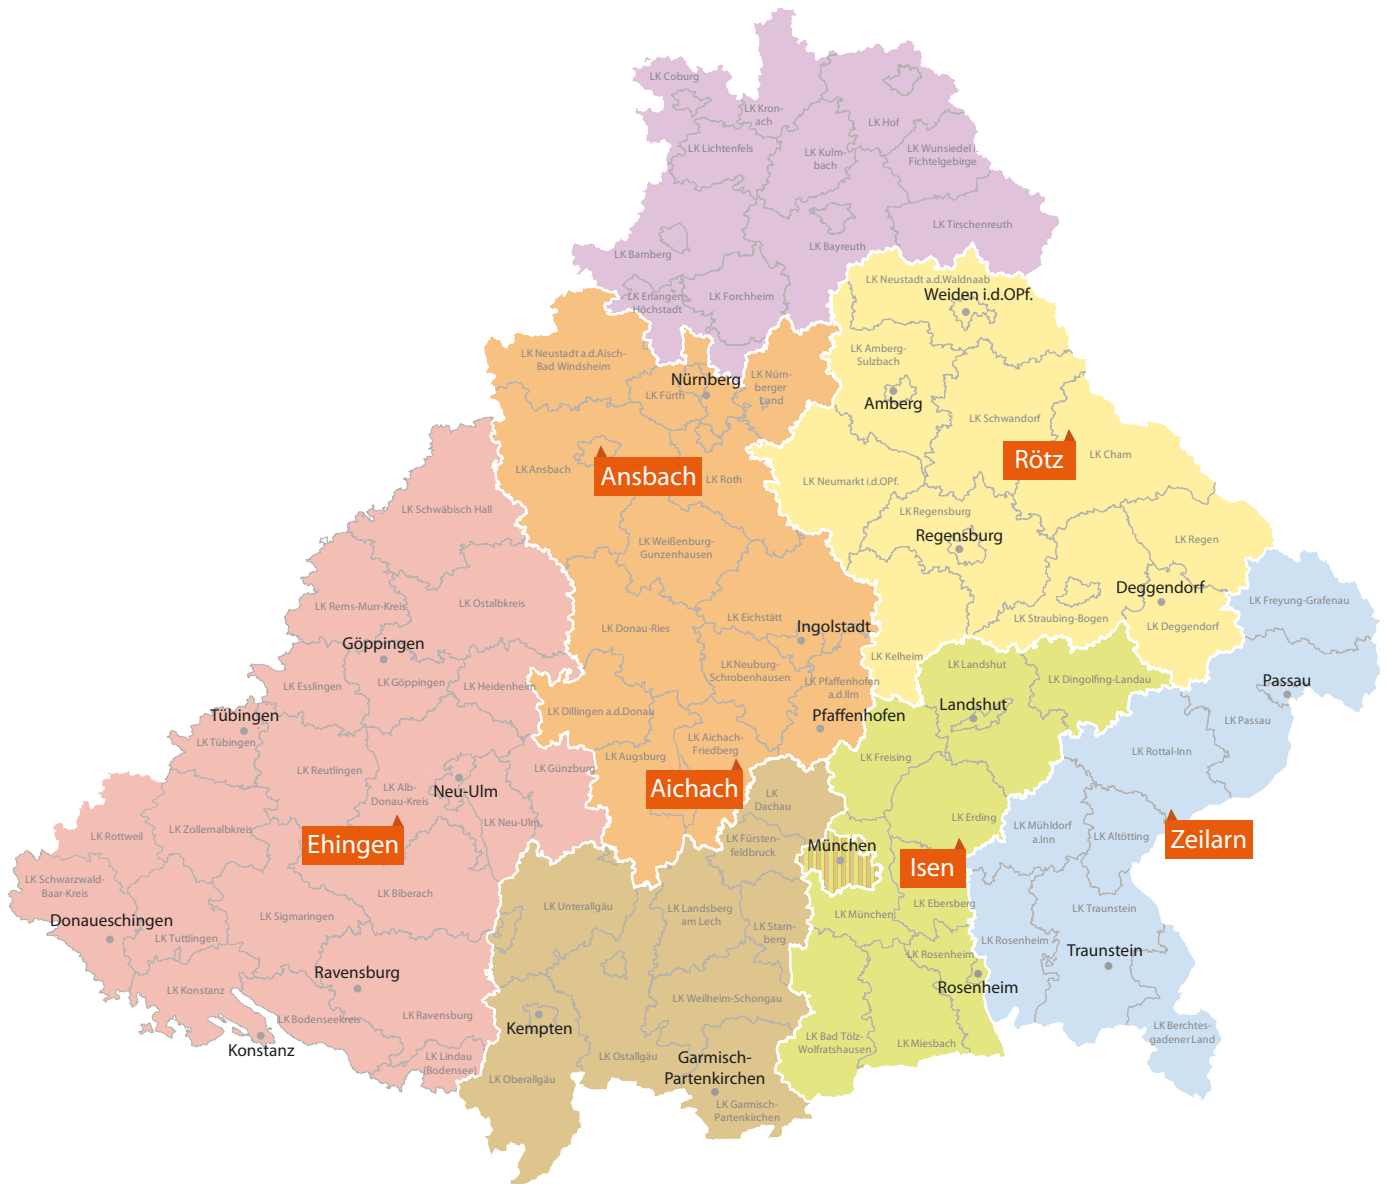 LK Coburg
LK Kron-
ach
LK Hof
LK Lichtenfels
LK Kulm-
bach
LK Wunsiedel i.
Fichtelgebirge
LK Tirschenreuth
LK Bayreuth
LK Bamberg
LK Erlangen-
Höchstadt
LK Forchheim
LK Neustadt a.d.Waldnaab
Weiden i.d.OPf.
LK Neustadt a.d.Aisch-
Bad Windsheim
LK Amberg-
Sulzbach
Nürnberg
LK Nürn-
berger
Land
LK Fürth
Amberg
LK Schwandorf
Rötz
LK Cham
LK Ansbach
Ansbach
LK Roth
LK Neumarkt i.d.OPf.
LK Schwäbisch Hall
LK Regensburg
Regensburg
LK Regen
LK Weißenburg-
Gunzenhausen
Deggendorf
LK Freyung-Grafenau
LK Rems-Murr-Kreis
LK Ostalbkreis
LK Eichstätt
Ingolstadt
LK Donau-Ries
LK Straubing-Bogen
LK Deggendorf
Göppingen
LK Kelheim
LK Landshut
LK Neuburg-
Schrobenhausen
LK Dingolfing-Landau
LK Esslingen
LK Göppingen
LK Heidenheim
LK Pfaffenhofen
a.d.Ilm
Passau
Tübingen
LK Dillingen a.d.Donau
Pfaffenhofen
Landshut
LK Passau
LK Tübingen
LK Aichach-
Friedberg
LK Rottal-Inn
LK Reutlingen
LK Günzburg
LK Augsburg
LK Freising
Aichach
LK Alb-
Donau-Kreis
Neu-Ulm
LK Dachau
LK Neu-Ulm
LK Erding
LK Mühldorf
a.Inn
LK Altötting
Zeilarn
LK Rottweil
LK Zollernalbkreis
Ehingen
LK Fürsten-
feldbruck
München
Isen
LK Schwarzwald-
Baar-Kreis
LK Biberach
LK Unterallgäu
LK Landsberg
am Lech
LK München
LK Ebersberg
LK Traunstein
Donaueschingen
LK Sigmaringen
LK Starn-
berg
LK Tuttlingen
LK Rosenheim
LK Rosenheim
Traunstein
Ravensburg
Rosenheim
LK Konstanz
LK Weilheim-Schongau
LK Bodenseekreis
LK Ravensburg
Kempten
LK Berchtes-
gadener Land
Konstanz
LK Bad Tölz-
Wolfratshausen
LK Miesbach
LK Lindau
(Bodensee)
LK Ostallgäu
Garmisch-
Partenkirchen
LK Oberallgäu
LK Garmisch-
Partenkirchen